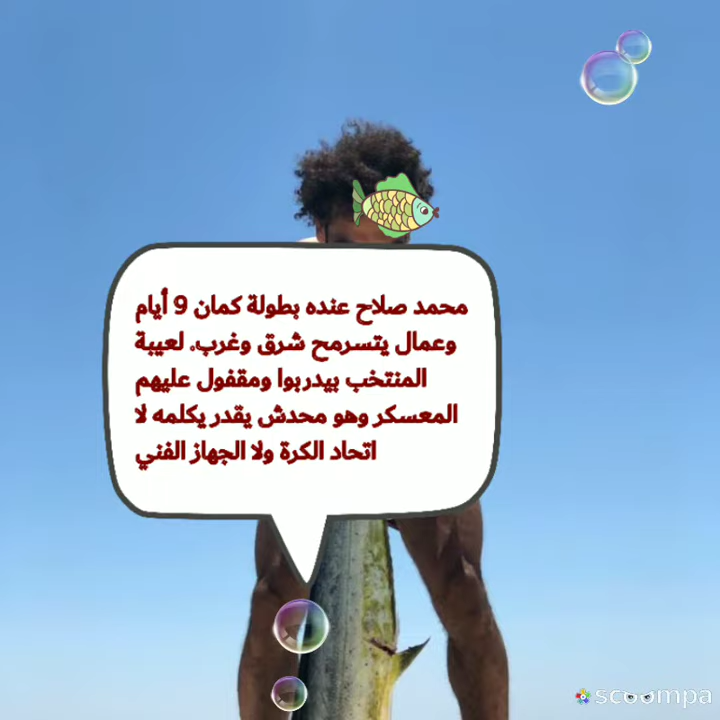 محمد صلاح عنده بطولة كمان 9 أيام
وعمال يتسرمح شرق وغرب. لعيبة
المنتخب بيدربوا ومقفول عليهم
المعسكر وهو محدش يقدر يكلمه لا
اتحاد الكرة ولا الجهاز الفني
scoompa